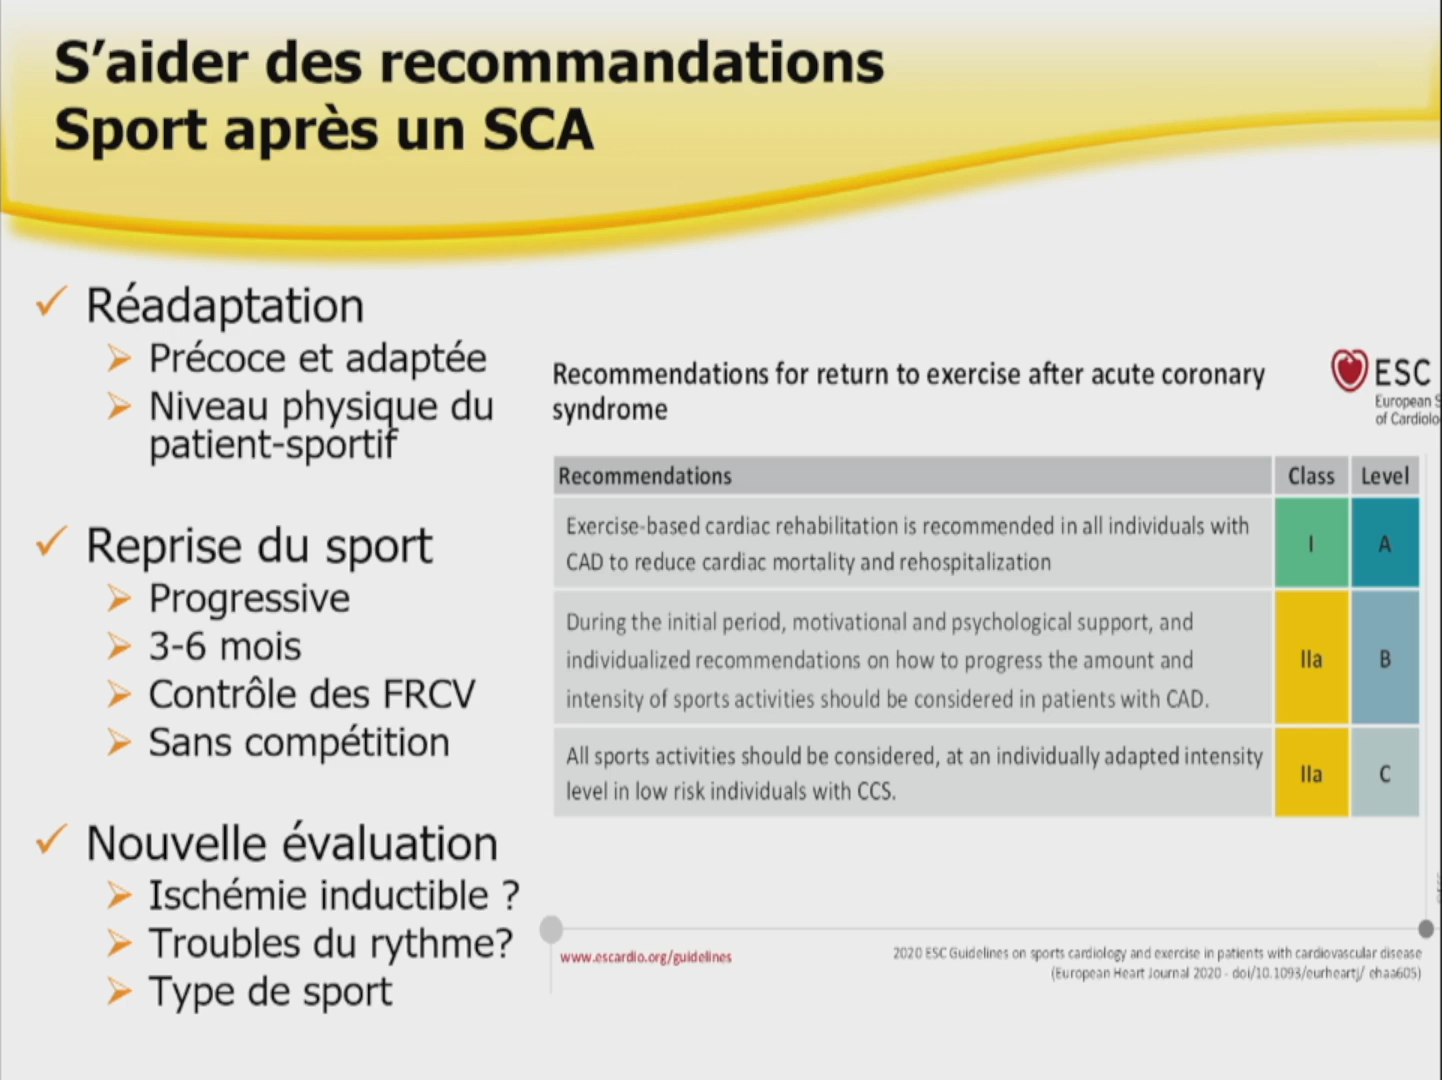 S'aider des recommandations
Sport après un SCA
Réadaptation
Précoce et adaptée
Niveau physique du
patient-sportif
Reprise du sport
Progressive
3-6 mois
Contrôle des FRCV
Sans compétition
Nouvelle évaluation
Ischémie inductible ?
Troubles du rythme?
Type de sport
Recommendations for return to exercise after acute coronary
syndrome
ESC
European S
of Cardiolo
Recommendations Class Level
Exercise-based cardiac rehabilitation is recommended in all individuals with
CAD to reduce cardiac mortality and rehospitalization
I A
During the initial period, motivational and psychological support, and
individualized recommendations on how to progress the amount and
intensity of sports activities should be considered in patients with CAD.
IIa B
All sports activities should be considered, at an individually adapted intensity
level in low risk individuals with CCS.
IIa C
www.escardio.org/guidelines
2020 ESC Guidelines on sports cardiology and exercise in patients with cardiovascular disease
(European Heart Journal 2020 - doi/10.1093/eurheartj/ ehaa605)